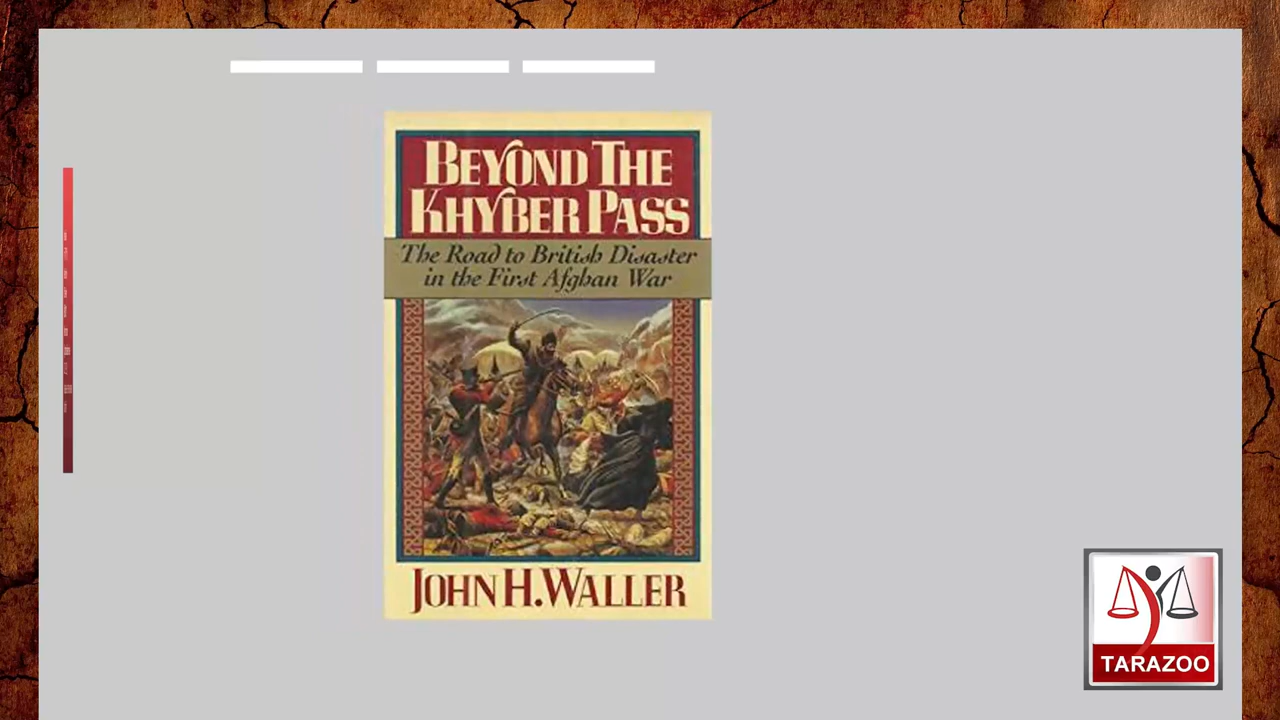 BEYOND THE
KHYBER PASS
The Road to British Disaster
in the First Afghan War
JOHN H. WALLER
TARAZOO